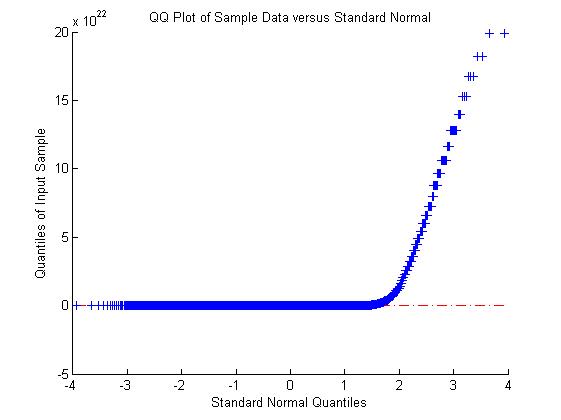 x 10^22
QQ Plot of Sample Data versus Standard Normal
20
15
10
5
0
-5
Quantiles of Input Sample
-4 -3 -2 -1 0 1 2 3 4
Standard Normal Quantiles